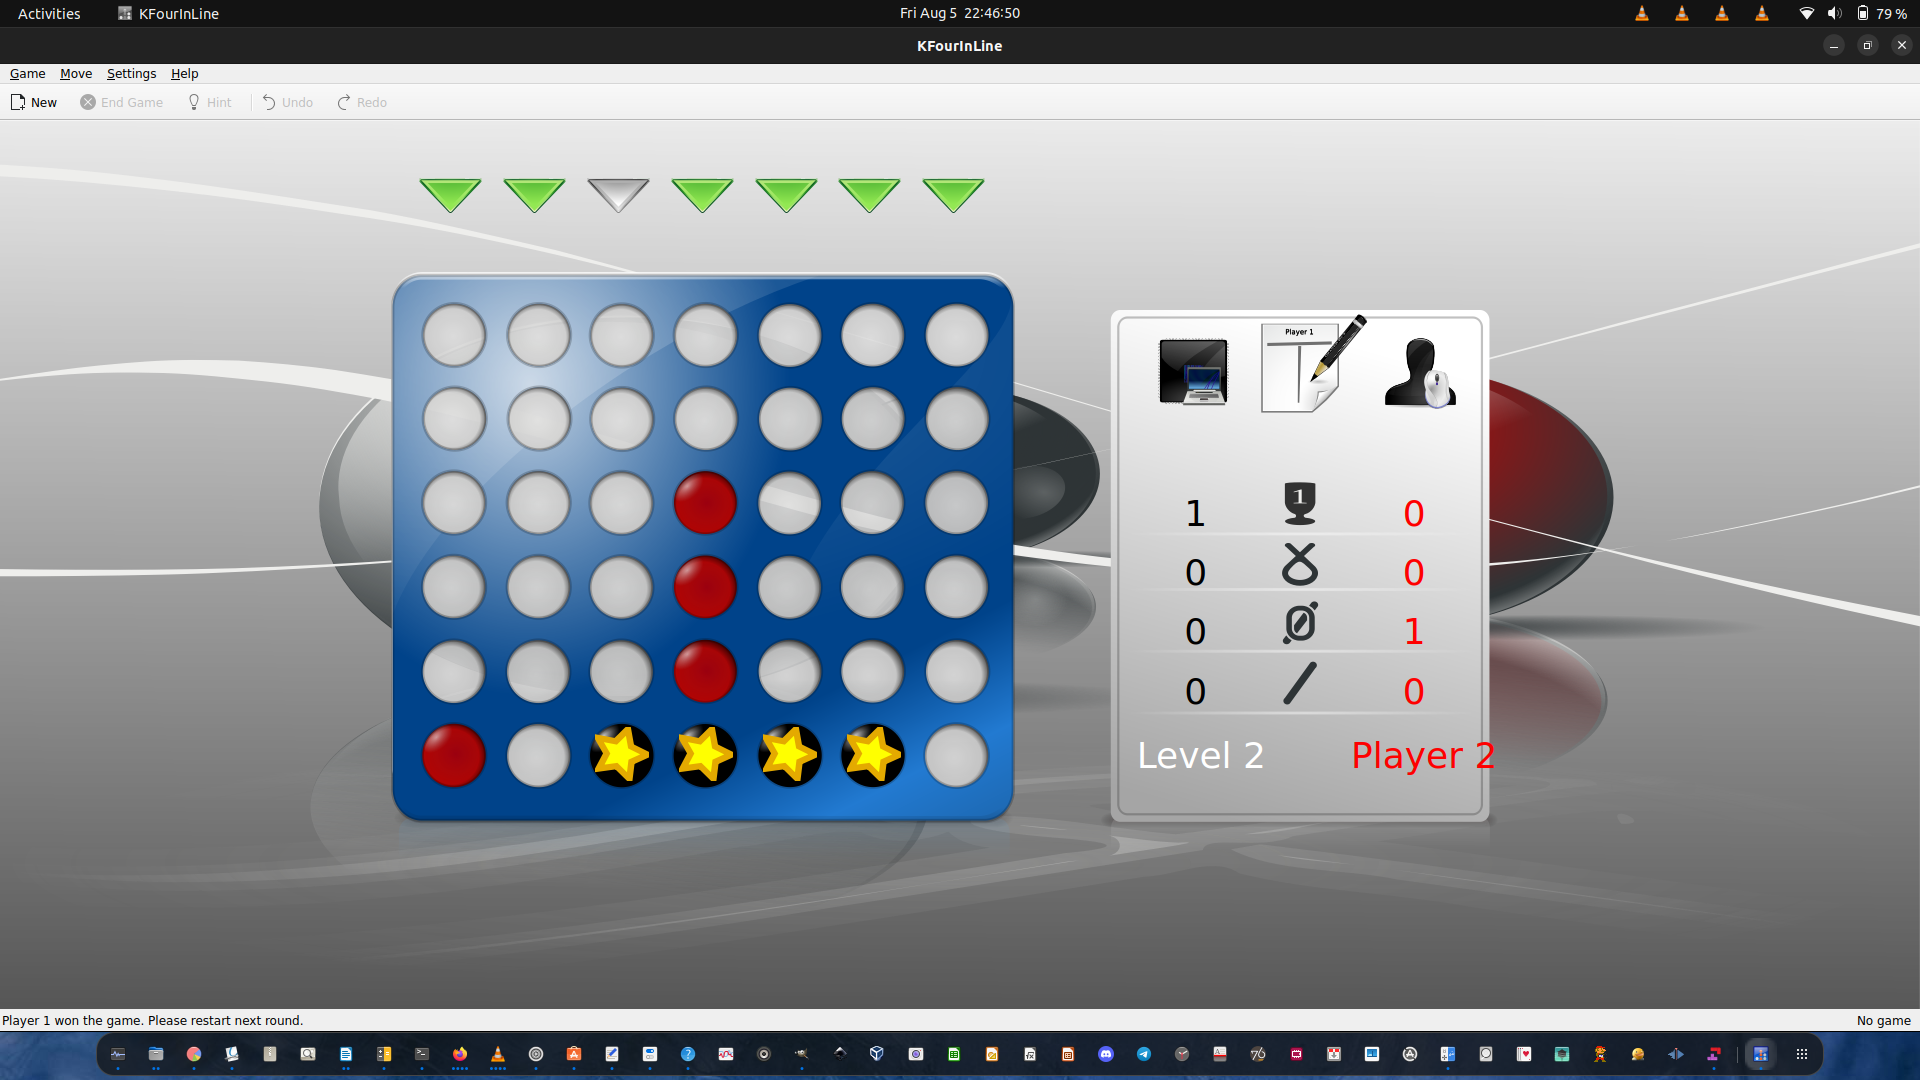 Activities KFourInLine Fri Aug 5 22:46:50 79 %
KFourInLine
Game Move Settings Help
New End Game Hint Undo Redo
Player 1
1
1 0
0 0
0 1
0 0
Level 2 Player 2
Player 1 won the game. Please restart next round. No game